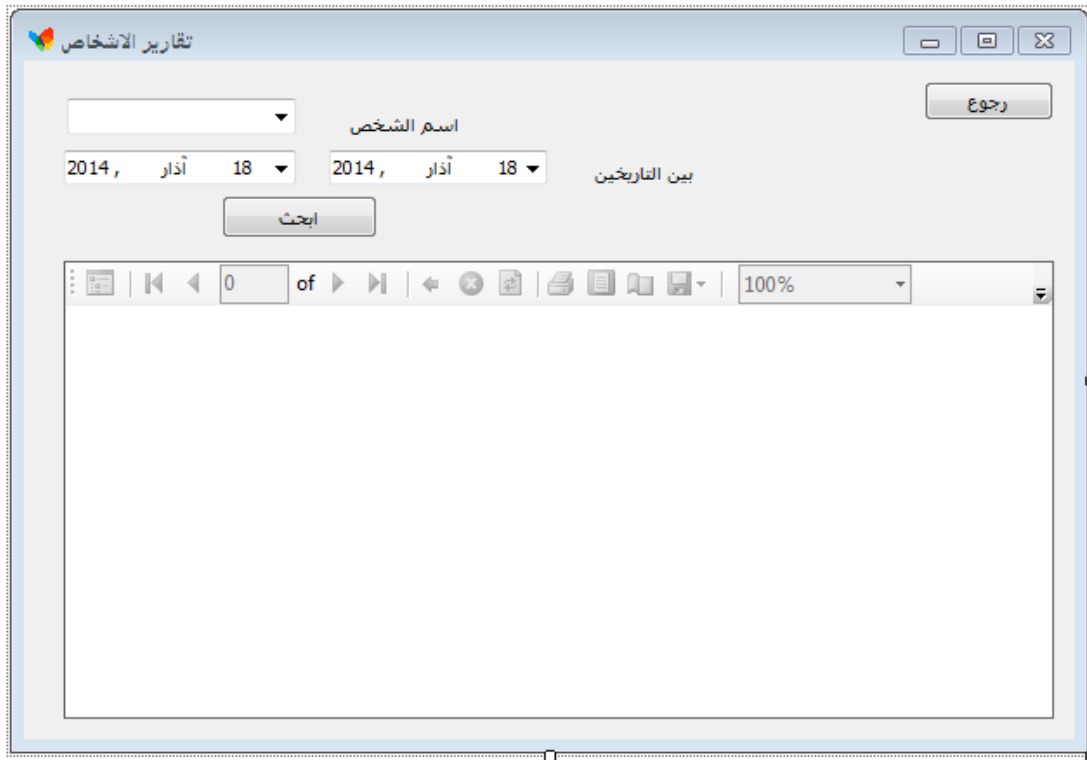 تقارير الاشخاص
رجوع
اسم الشخص
بين التاريخين
18 آذار , 2014
18 آذار , 2014
ابحث
0 of
100%